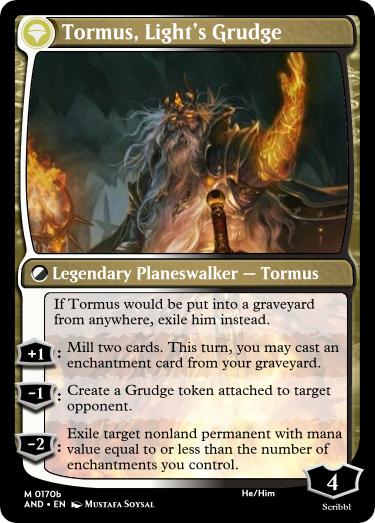 Tormus, Light's Grudge
Legendary Planeswalker — Tormus
If Tormus would be put into a graveyard
from anywhere, exile him instead.
+1: Mill two cards. This turn, you may cast an
enchantment card from your graveyard.
-1: Create a Grudge token attached to target
opponent.
-2: Exile target nonland permanent with mana
value equal to or less than the number of
enchantments you control.
4
M 0170b
He/Him
Scribbl
AND • EN Mustafa Soysal